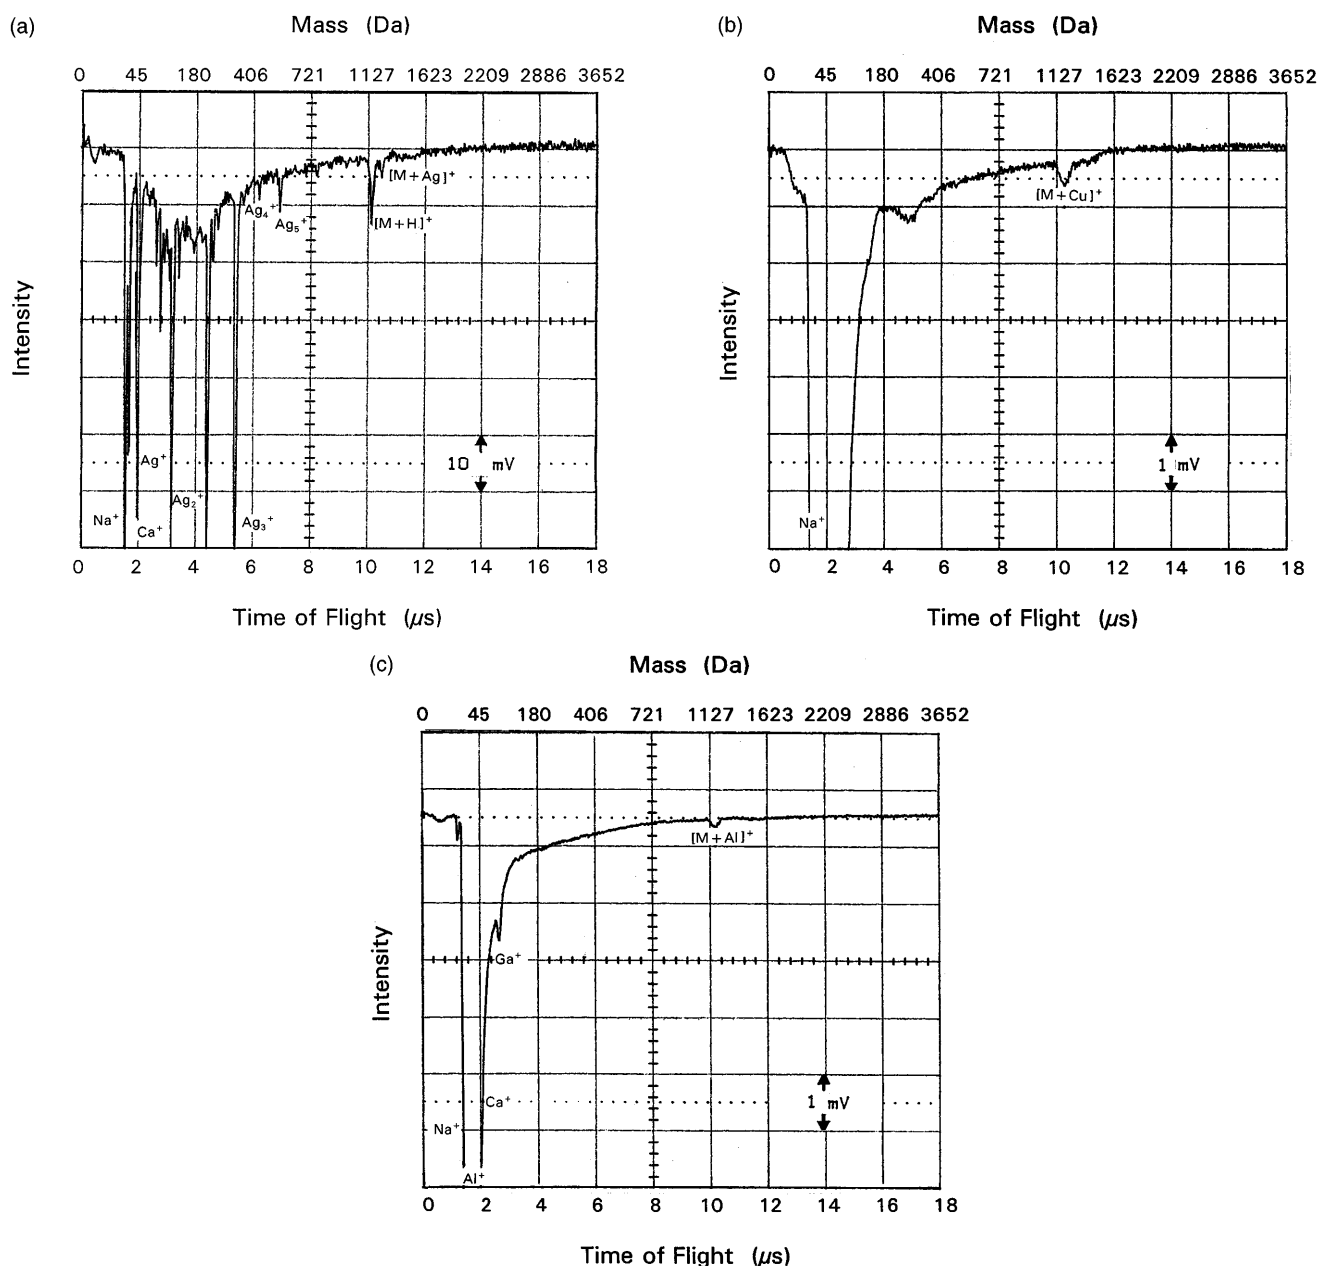 (a)
Mass (Da)
0 45 180 406 721 1127 1623 2209 2886 3652
Intensity
[M+Ag]⁺
Ag₄⁺
Ag₅⁺
[M+H]⁺
Ag⁺
10 mV
Ag₂⁺
Na⁺
Ca⁺
Ag₃⁺
0 2 4 6 8 10 12 14 16 18
Time of Flight (μs)
(b)
Mass (Da)
0 45 180 406 721 1127 1623 2209 2886 3652
Intensity
[M+Cu]⁺
1 mV
Na⁺
0 2 4 6 8 10 12 14 16 18
Time of Flight (μs)
(c)
Mass (Da)
0 45 180 406 721 1127 1623 2209 2886 3652
Intensity
[M+Al]⁺
Ga⁺
Ca⁺
1 mV
Na⁺
Al⁺
0 2 4 6 8 10 12 14 16 18
Time of Flight (μs)